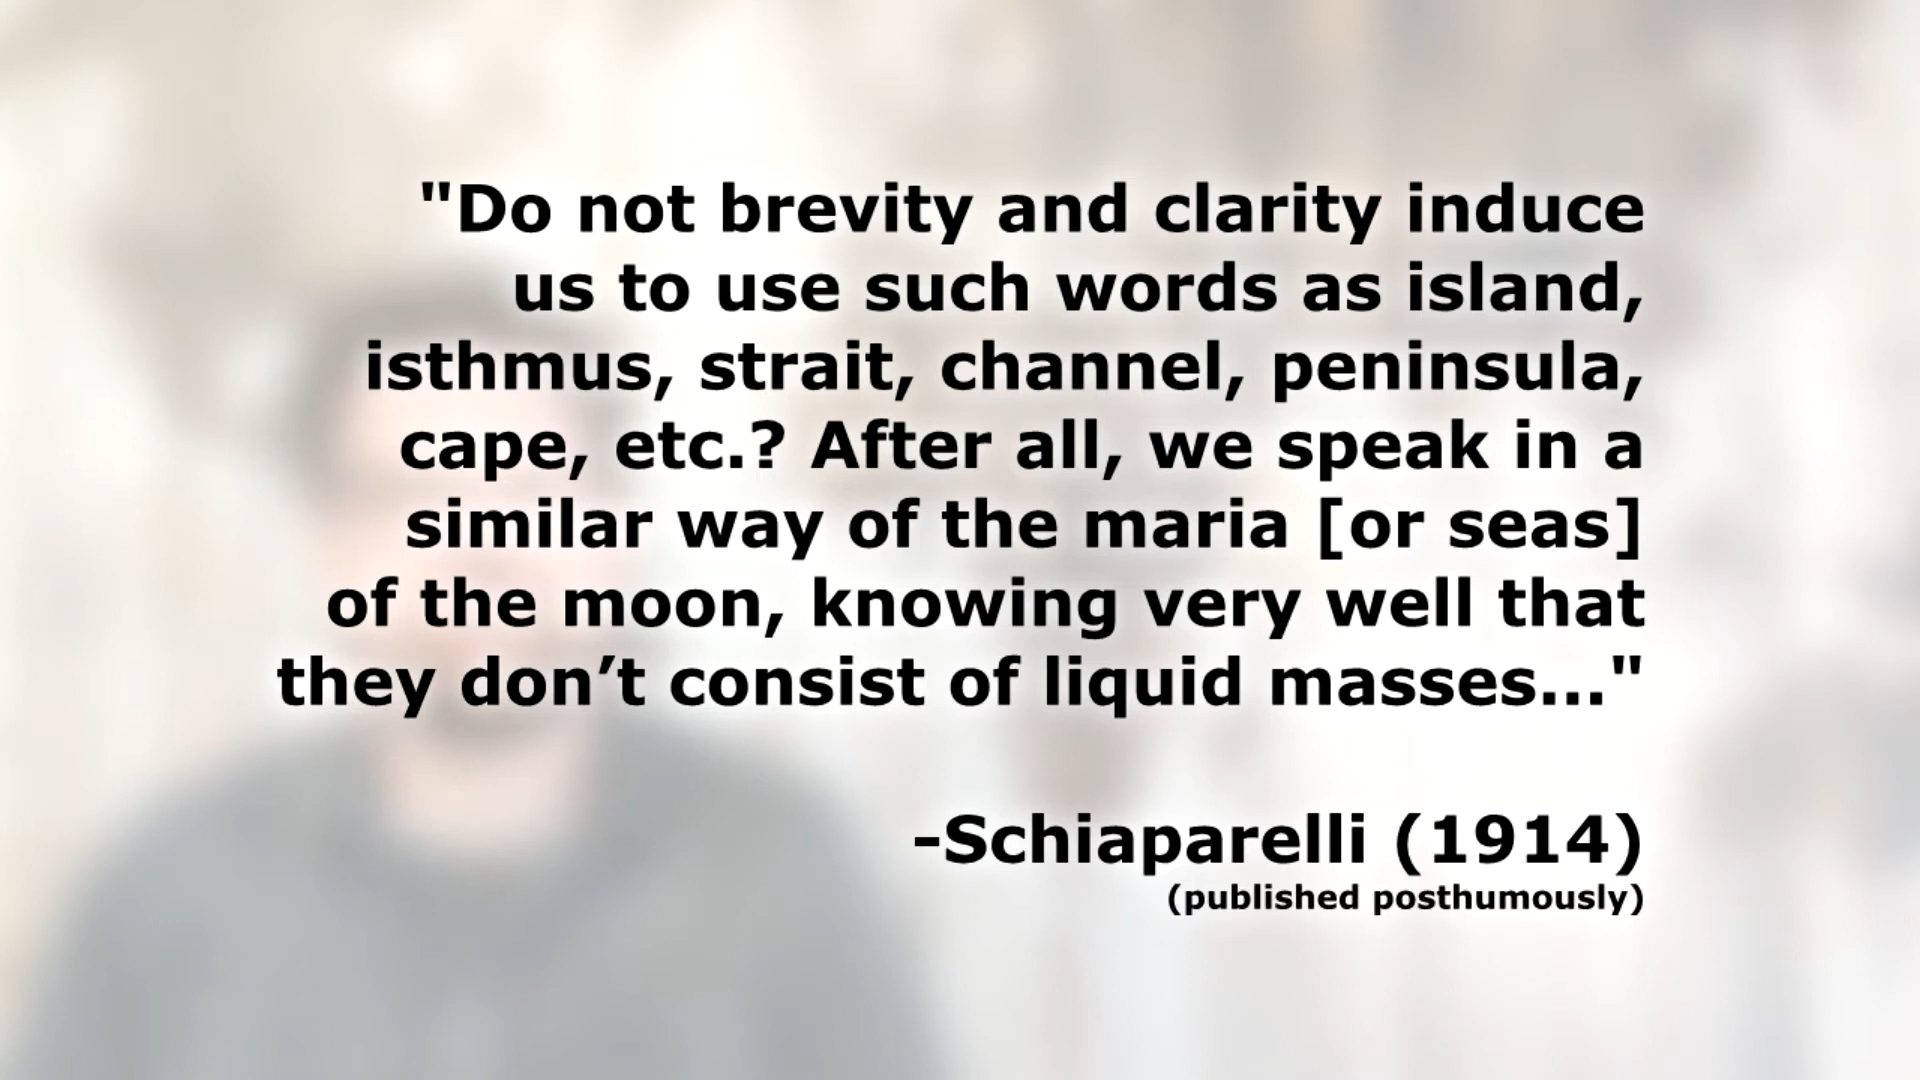 "Do not brevity and clarity induce
us to use such words as island,
isthmus, strait, channel, peninsula,
cape, etc.? After all, we speak in a
similar way of the maria [or seas]
of the moon, knowing very well that
they don’t consist of liquid masses..."
-Schiaparelli (1914)
(published posthumously)